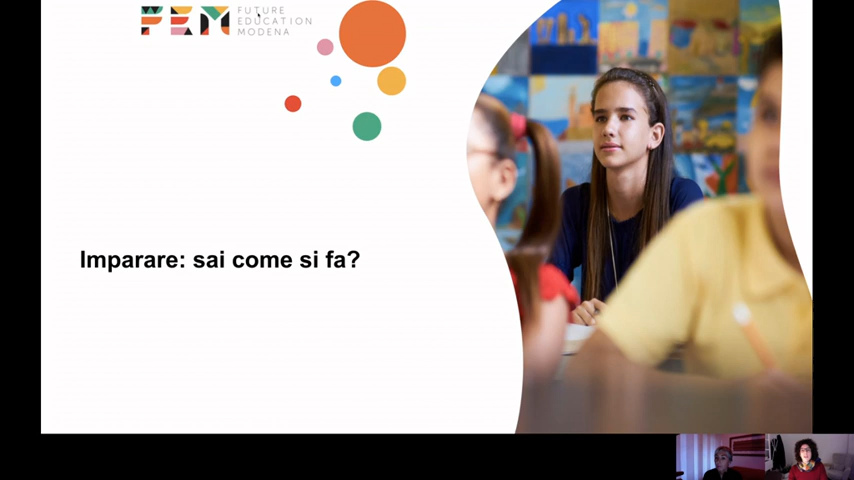 FEM
FUTURE
EDUCATION
MODENA
Imparare: sai come si fa?